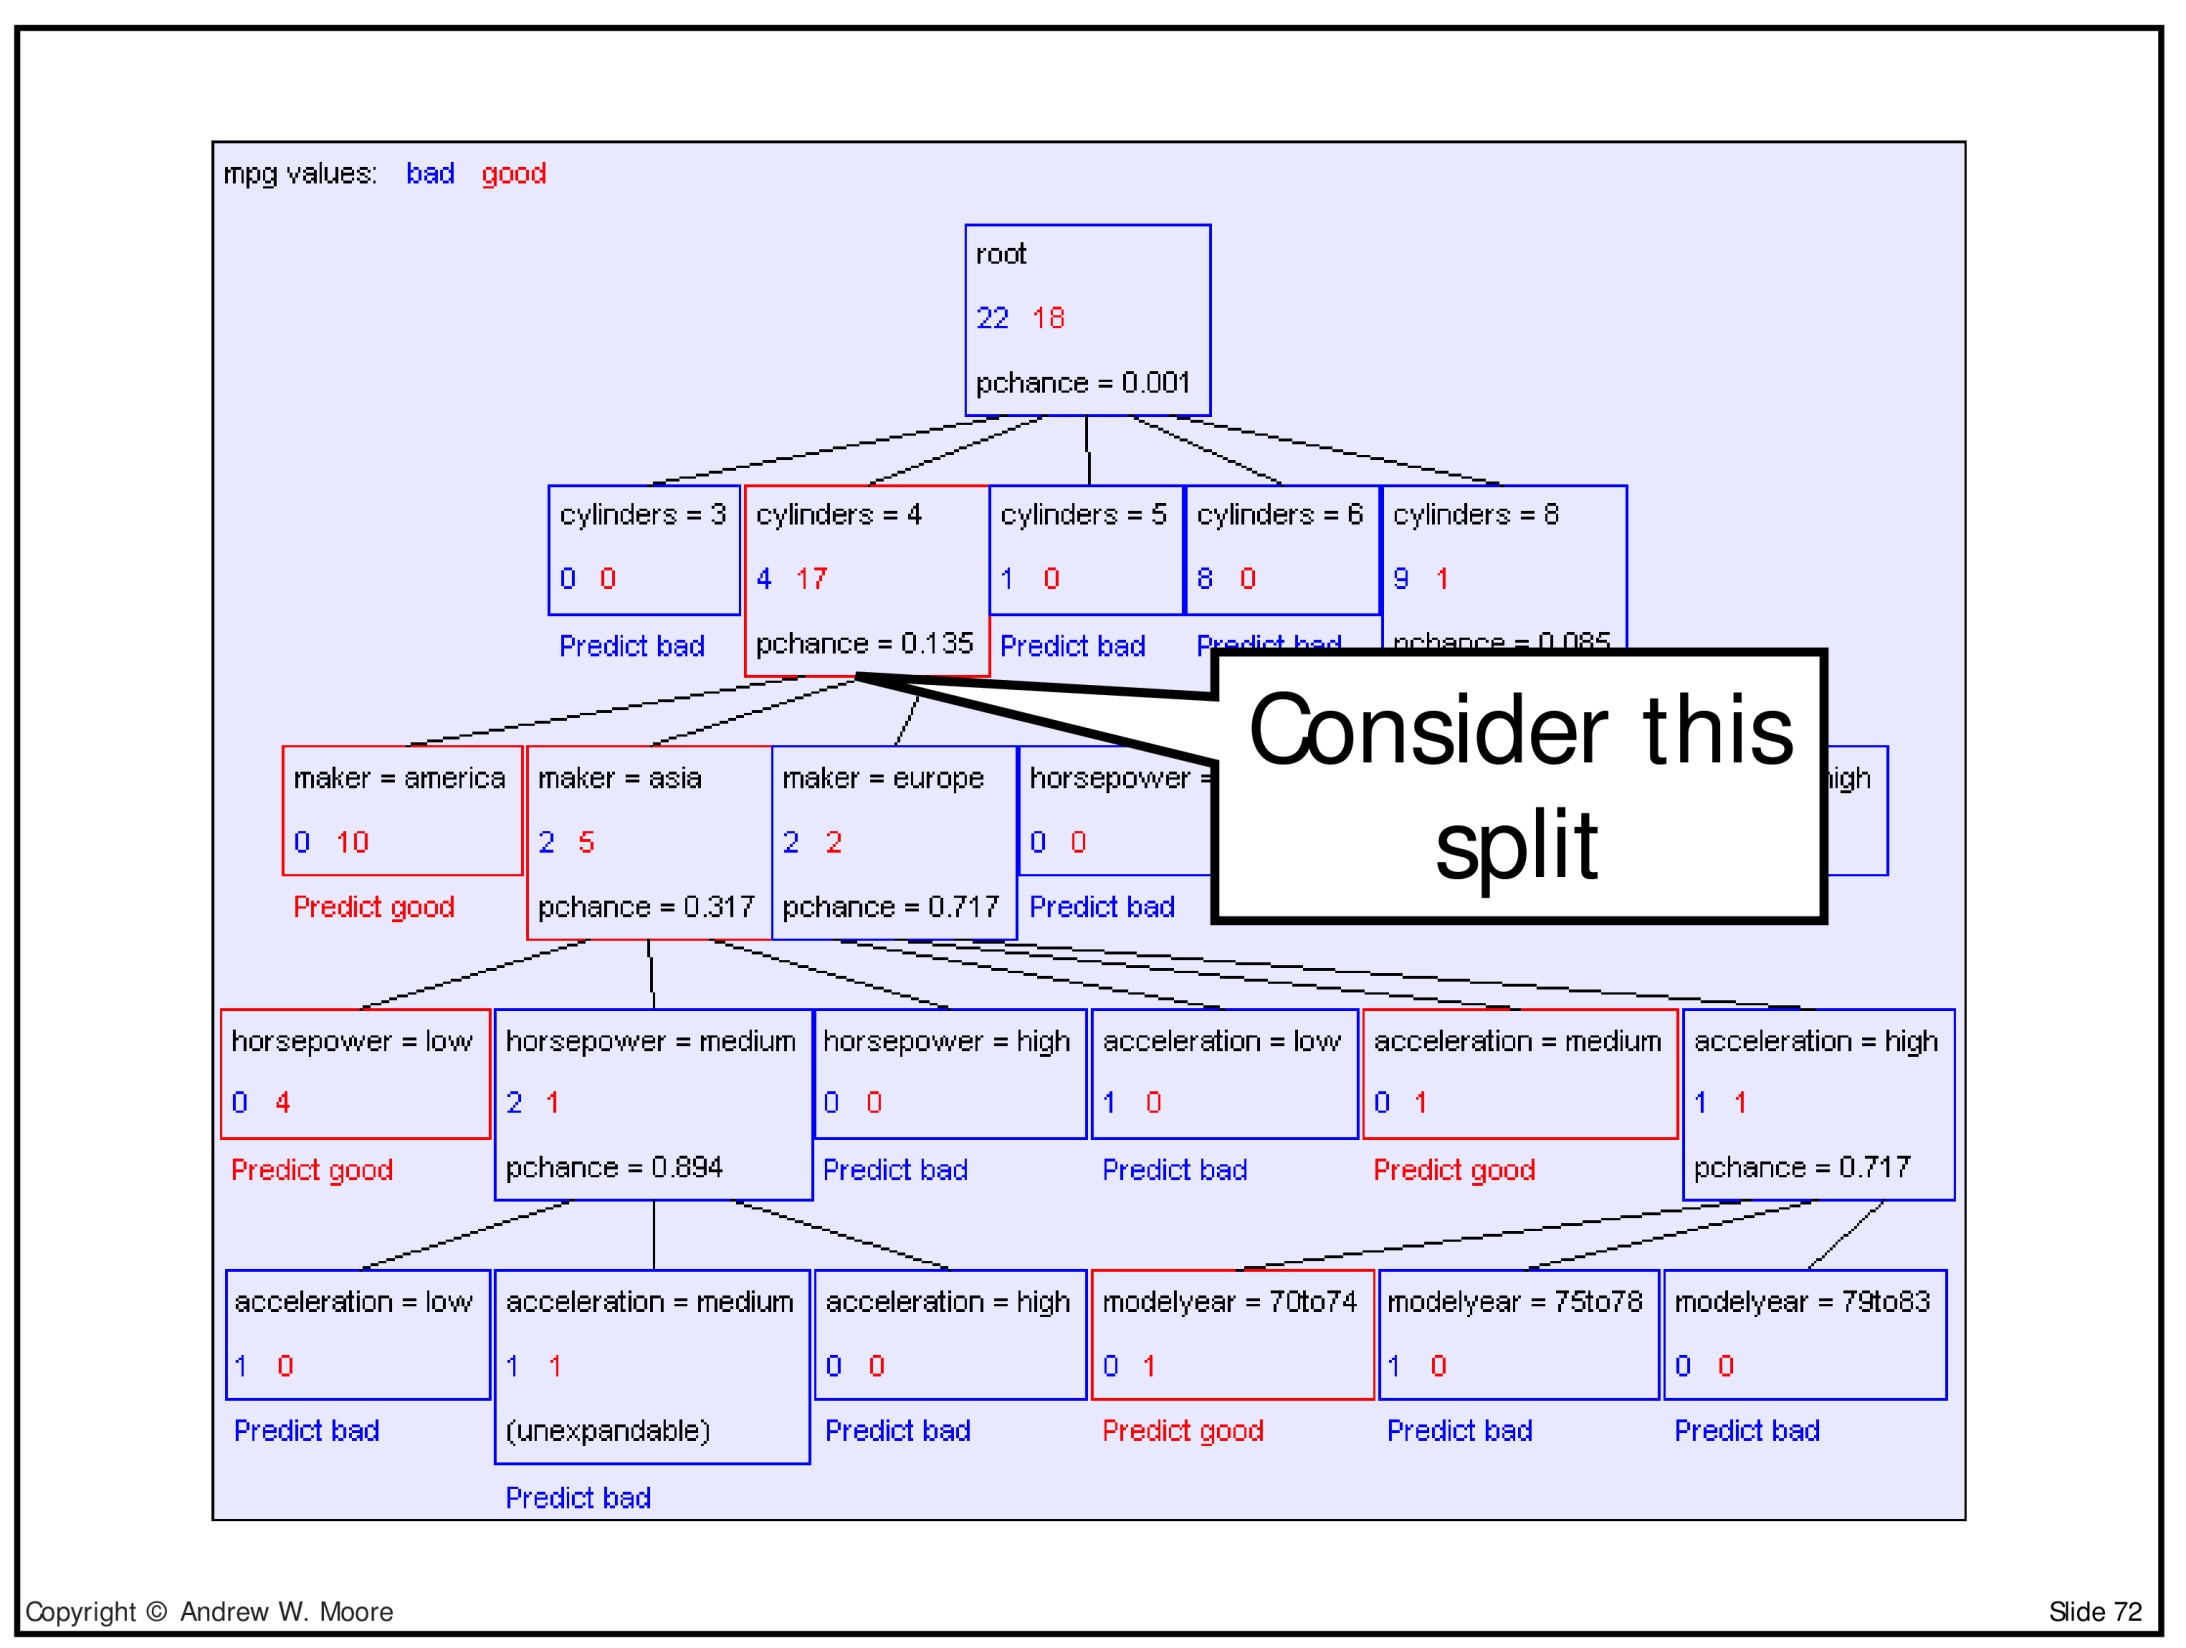 mpg values: bad good
root
22 18
pchance = 0.001
cylinders = 3 cylinders = 4 cylinders = 5 cylinders = 6 cylinders = 8
0 0 4 17 1 0 8 0 9 1
Predict bad pchance = 0.135 Predict bad Predict bad pchance = 0.085
Consider this
split
maker = america maker = asia maker = europe horsepower =
0 10 2 5 2 2 0 0
Predict good pchance = 0.317 pchance = 0.717 Predict bad
horsepower = low horsepower = medium horsepower = high acceleration = low acceleration = medium acceleration = high
0 4 2 1 0 0 1 0 0 1 1 1
Predict good pchance = 0.894 Predict bad Predict bad Predict good pchance = 0.717
acceleration = low acceleration = medium acceleration = high modelyear = 70to74 modelyear = 75to78 modelyear = 79to83
1 0 1 1 0 0 0 1 1 0 0 0
Predict bad (unexpandable) Predict bad Predict good Predict bad Predict bad
Predict bad
Copyright © Andrew W. Moore Slide 72